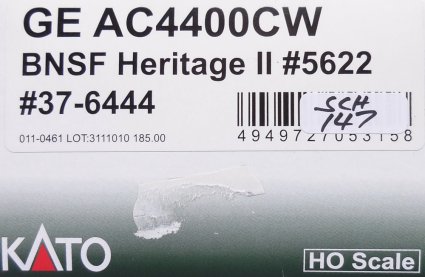 GE AC4400CW
BNSF Heritage II #5622
#37-6444
SCH
147
011-0461 LOT:3111010 185.00
4949727053158
KATO
HO Scale